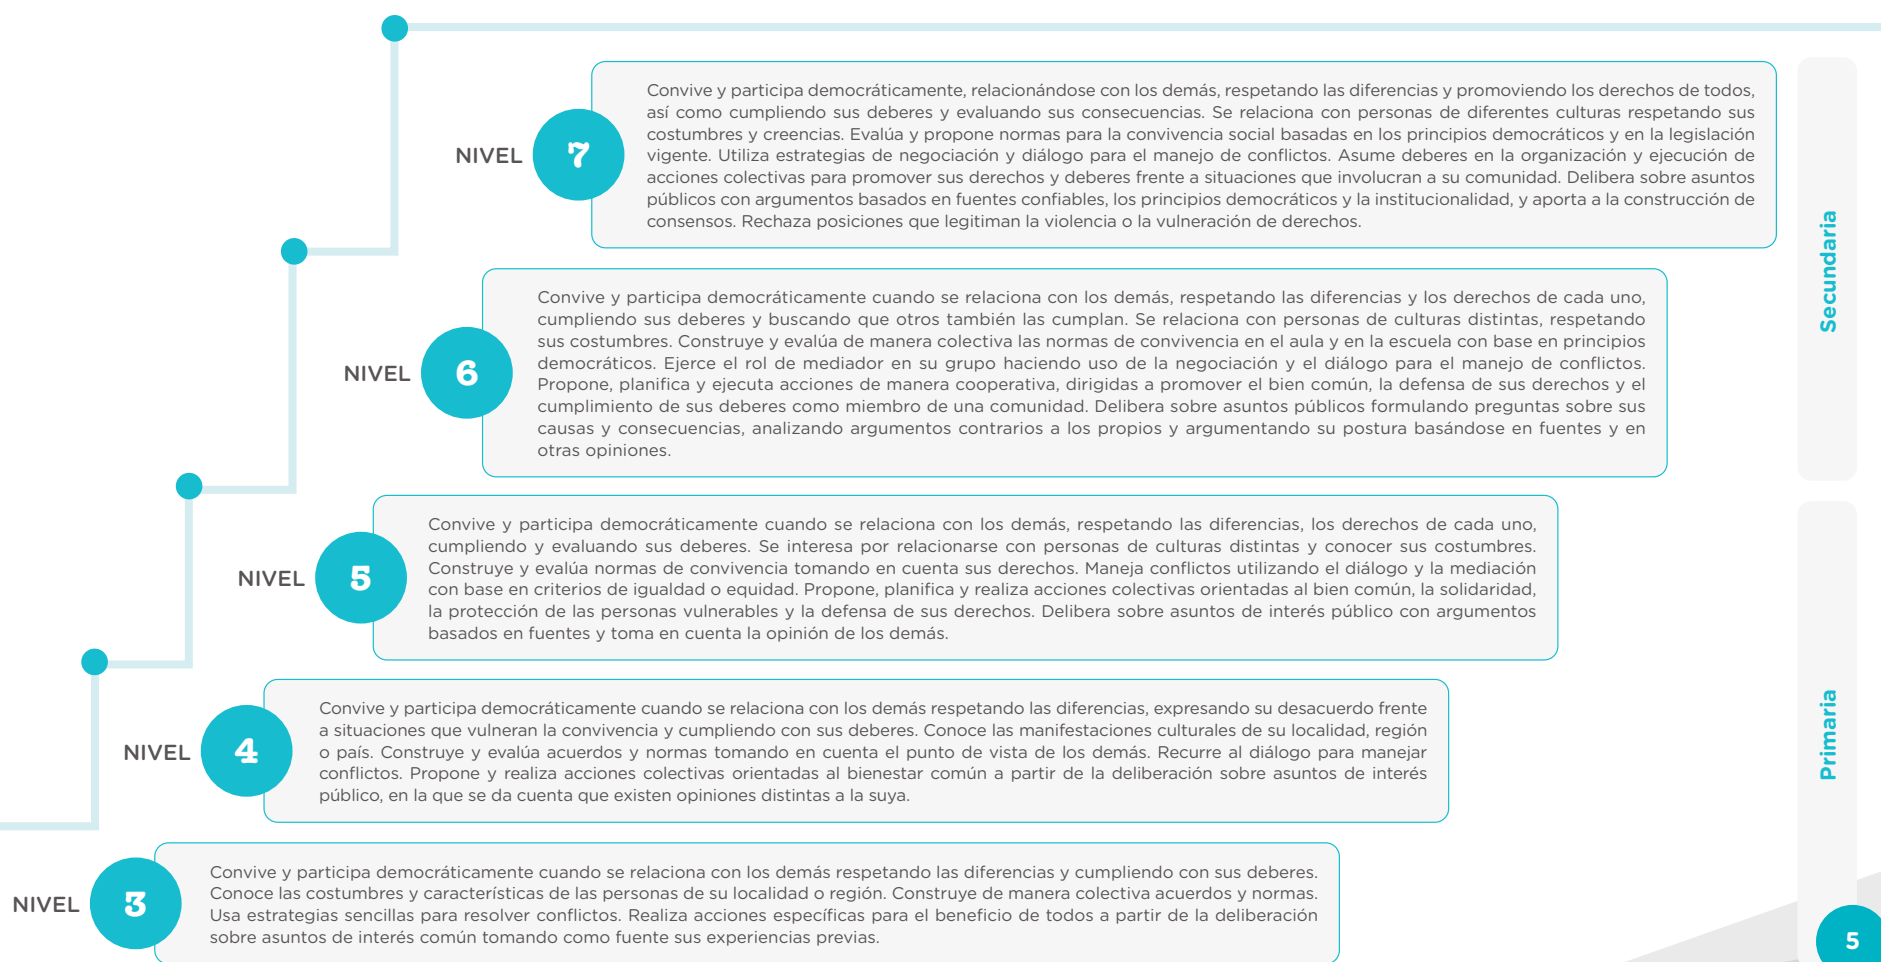 NIVEL 7
Convive y participa democráticamente, relacionándose con los demás, respetando las diferencias y promoviendo los derechos de todos,
así como cumpliendo sus deberes y evaluando sus consecuencias. Se relaciona con personas de diferentes culturas respetando sus
costumbres y creencias. Evalúa y propone normas para la convivencia social basadas en los principios democráticos y en la legislación
vigente. Utiliza estrategias de negociación y diálogo para el manejo de conflictos. Asume deberes en la organización y ejecución de
acciones colectivas para promover sus derechos y deberes frente a situaciones que involucran a su comunidad. Delibera sobre asuntos
públicos con argumentos basados en fuentes confiables, los principios democráticos y la institucionalidad, y aporta a la construcción de
consensos. Rechaza posiciones que legitiman la violencia o la vulneración de derechos.
NIVEL 6
Convive y participa democráticamente cuando se relaciona con los demás, respetando las diferencias y los derechos de cada uno,
cumpliendo sus deberes y buscando que otros también las cumplan. Se relaciona con personas de culturas distintas, respetando
sus costumbres. Construye y evalúa de manera colectiva las normas de convivencia en el aula y en la escuela con base en principios
democráticos. Ejerce el rol de mediador en su grupo haciendo uso de la negociación y el diálogo para el manejo de conflictos.
Propone, planifica y ejecuta acciones de manera cooperativa, dirigidas a promover el bien común, la defensa de sus derechos y el
cumplimiento de sus deberes como miembro de una comunidad. Delibera sobre asuntos públicos formulando preguntas sobre sus
causas y consecuencias, analizando argumentos contrarios a los propios y argumentando su postura basándose en fuentes y en
otras opiniones.
Secundaria
NIVEL 5
Convive y participa democráticamente cuando se relaciona con los demás, respetando las diferencias, los derechos de cada uno,
cumpliendo y evaluando sus deberes. Se interesa por relacionarse con personas de culturas distintas y conocer sus costumbres.
Construye y evalúa normas de convivencia tomando en cuenta sus derechos. Maneja conflictos utilizando el diálogo y la mediación
con base en criterios de igualdad o equidad. Propone, planifica y realiza acciones colectivas orientadas al bien común, la solidaridad,
la protección de las personas vulnerables y la defensa de sus derechos. Delibera sobre asuntos de interés público con argumentos
basados en fuentes y toma en cuenta la opinión de los demás.
NIVEL 4
Convive y participa democráticamente cuando se relaciona con los demás respetando las diferencias, expresando su desacuerdo frente
a situaciones que vulneran la convivencia y cumpliendo con sus deberes. Conoce las manifestaciones culturales de su localidad, región
o país. Construye y evalúa acuerdos y normas tomando en cuenta el punto de vista de los demás. Recurre al diálogo para manejar
conflictos. Propone y realiza acciones colectivas orientadas al bienestar común a partir de la deliberación sobre asuntos de interés
público, en la que se da cuenta que existen opiniones distintas a la suya.
NIVEL 3
Convive y participa democráticamente cuando se relaciona con los demás respetando las diferencias y cumpliendo con sus deberes.
Conoce las costumbres y características de las personas de su localidad o región. Construye de manera colectiva acuerdos y normas.
Usa estrategias sencillas para resolver conflictos. Realiza acciones específicas para el beneficio de todos a partir de la deliberación
sobre asuntos de interés común tomando como fuente sus experiencias previas.
Primaria
5